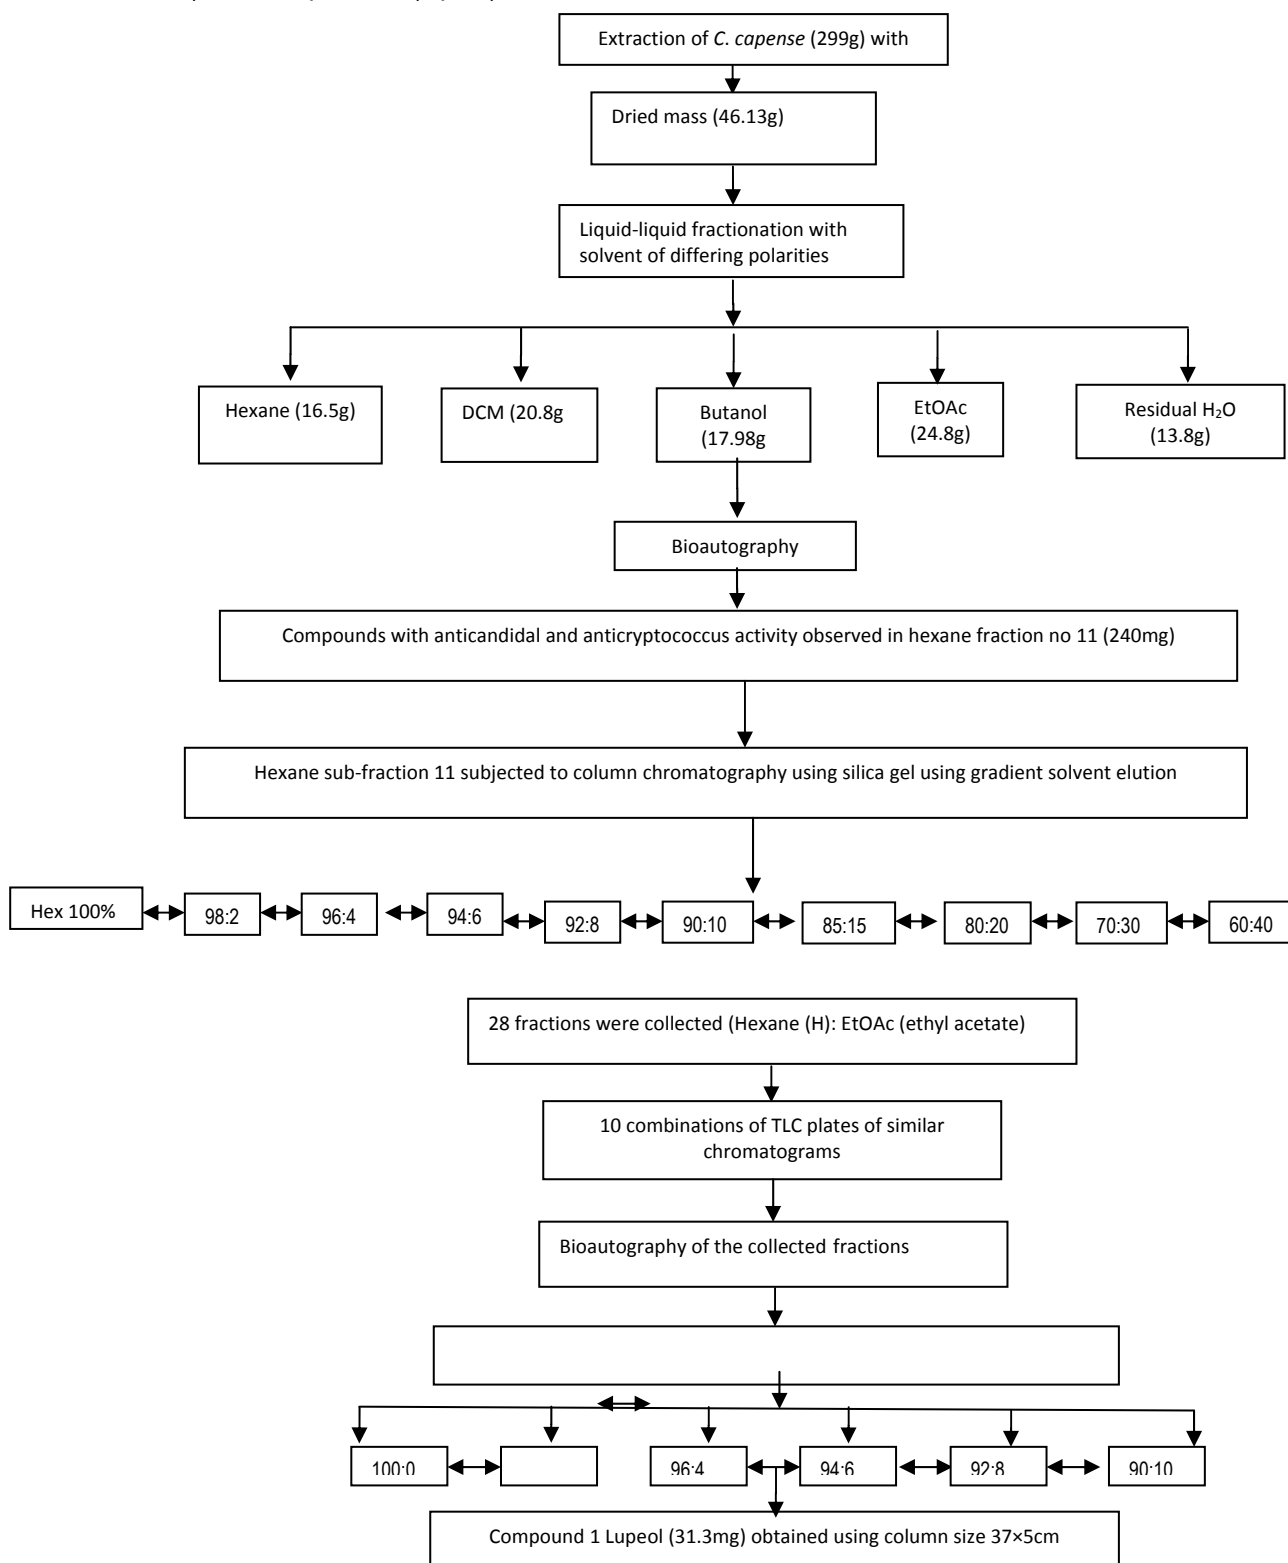 Extraction of C. capense (299g) with
Dried mass (46.13g)
Liquid-liquid fractionation with
solvent of differing polarities
Hexane (16.5g)
DCM (20.8g
Butanol
(17.98g
EtOAc
(24.8g)
Residual H₂O
(13.8g)
Bioautography
Compounds with anticandidal and anticryptococcus activity observed in hexane fraction no 11 (240mg)
Hexane sub-fraction 11 subjected to column chromatography using silica gel using gradient solvent elution
Hex 100%
98:2
96:4
94:6
92:8
90:10
85:15
80:20
70:30
60:40
28 fractions were collected (Hexane (H): EtOAc (ethyl acetate)
10 combinations of TLC plates of similar
chromatograms
Bioautography of the collected fractions
100:0
96:4
94:6
92:8
90:10
Compound 1 Lupeol (31.3mg) obtained using column size 37×5cm